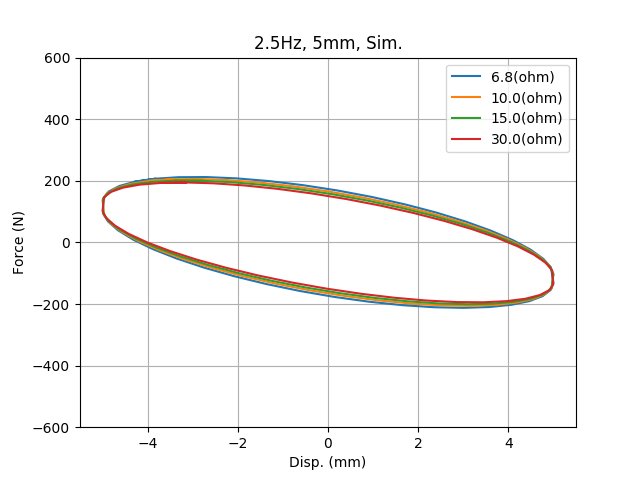 2.5Hz, 5mm, Sim.
6.8(ohm)
10.0(ohm)
15.0(ohm)
30.0(ohm)
600
400
200
0
−200
−400
−600
Force (N)
−4
−2
0
2
4
Disp. (mm)